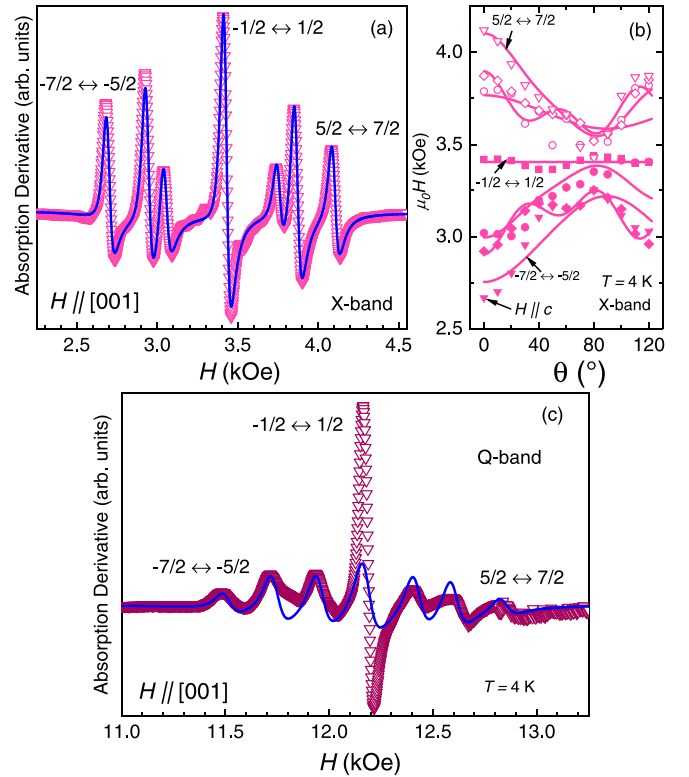 (a)
-1/2 ↔ 1/2
-7/2 ↔ -5/2
5/2 ↔ 7/2
H // [001]
X-band
Absorption Derivative (arb. units)
2.5 3.0 3.5 4.0 4.5
H (kOe)
(b)
5/2 ↔ 7/2
-1/2 ↔ 1/2
-7/2 ↔ -5/2
H // c
T = 4 K
X-band
μ₀H (kOe)
4.0
3.5
3.0
2.5
0 40 80 120
θ (°)
(c)
-1/2 ↔ 1/2
Q-band
-7/2 ↔ -5/2
5/2 ↔ 7/2
H // [001]
T = 4 K
Absorption Derivative (arb. units)
11.0 11.5 12.0 12.5 13.0
H (kOe)